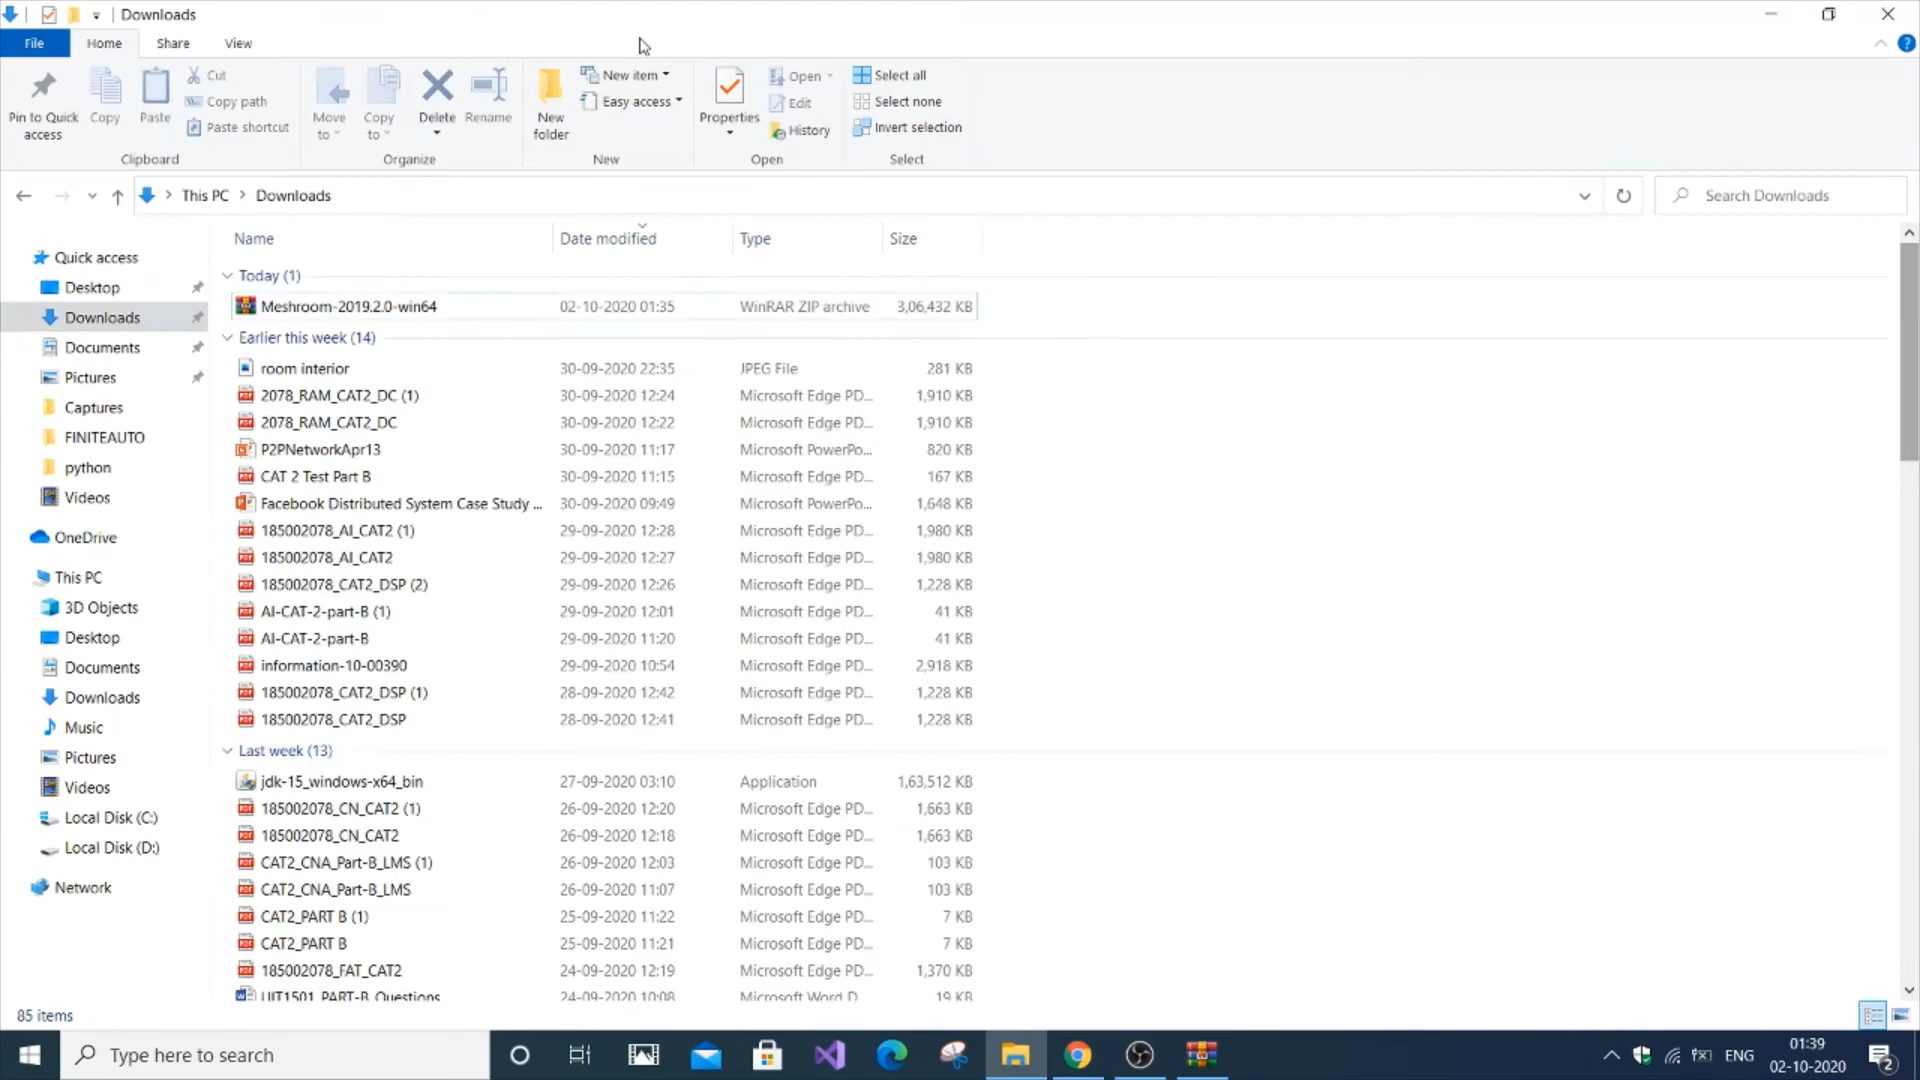 Downloads
File
Home
Share
View
Pin to Quick access
Copy
Paste
Cut
Copy path
Paste shortcut
Clipboard
Move to
Copy to
Delete
Rename
Organize
New folder
New item
Easy access
New
Properties
Open
Edit
History
Open
Select all
Select none
Invert selection
Select
This PC > Downloads
Search Downloads
Quick access
Desktop
Downloads
Documents
Pictures
Captures
FINITEAUTO
python
Videos
OneDrive
This PC
3D Objects
Desktop
Documents
Downloads
Music
Pictures
Videos
Local Disk (C:)
Local Disk (D:)
Network
Name Date modified Type Size
Today (1)
Meshroom-2019.2.0-win64 02-10-2020 01:35 WinRAR ZIP archive 3,06,432 KB
Earlier this week (14)
room interior 30-09-2020 22:35 JPEG File 281 KB
2078_RAM_CAT2_DC (1) 30-09-2020 12:24 Microsoft Edge PD... 1,910 KB
2078_RAM_CAT2_DC 30-09-2020 12:22 Microsoft Edge PD... 1,910 KB
P2PNetworkApr13 30-09-2020 11:17 Microsoft PowerPo... 820 KB
CAT 2 Test Part B 30-09-2020 11:15 Microsoft Edge PD... 167 KB
Facebook Distributed System Case Study ... 30-09-2020 09:49 Microsoft PowerPo... 1,648 KB
185002078_AI_CAT2 (1) 29-09-2020 12:28 Microsoft Edge PD... 1,980 KB
185002078_AI_CAT2 29-09-2020 12:27 Microsoft Edge PD... 1,980 KB
185002078_CAT2_DSP (2) 29-09-2020 12:26 Microsoft Edge PD... 1,228 KB
AI-CAT-2-part-B (1) 29-09-2020 12:01 Microsoft Edge PD... 41 KB
AI-CAT-2-part-B 29-09-2020 11:20 Microsoft Edge PD... 41 KB
information-10-00390 29-09-2020 10:54 Microsoft Edge PD... 2,918 KB
185002078_CAT2_DSP (1) 28-09-2020 12:42 Microsoft Edge PD... 1,228 KB
185002078_CAT2_DSP 28-09-2020 12:41 Microsoft Edge PD... 1,228 KB
Last week (13)
jdk-15_windows-x64_bin 27-09-2020 03:10 Application 1,63,512 KB
185002078_CN_CAT2 (1) 26-09-2020 12:20 Microsoft Edge PD... 1,663 KB
185002078_CN_CAT2 26-09-2020 12:18 Microsoft Edge PD... 1,663 KB
CAT2_CNA_Part-B_LMS (1) 26-09-2020 12:03 Microsoft Edge PD... 103 KB
CAT2_CNA_Part-B_LMS 26-09-2020 11:07 Microsoft Edge PD... 103 KB
CAT2_PART B (1) 25-09-2020 11:22 Microsoft Edge PD... 7 KB
CAT2_PART B 25-09-2020 11:21 Microsoft Edge PD... 7 KB
185002078_FAT_CAT2 24-09-2020 12:19 Microsoft Edge PD... 1,370 KB
UIT1501_PART-B_Questions 24-09-2020 10:08 Microsoft Word D... 19 KB
85 items
Type here to search
ENG
01:39
02-10-2020
2